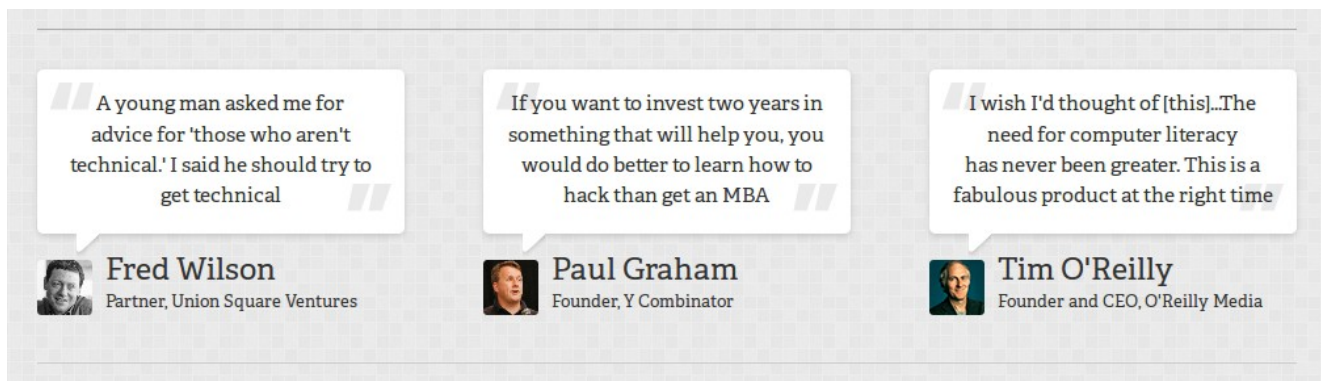 A young man asked me for
advice for 'those who aren't
technical.' I said he should try to
get technical
Fred Wilson
Partner, Union Square Ventures
If you want to invest two years in
something that will help you, you
would do better to learn how to
hack than get an MBA
Paul Graham
Founder, Y Combinator
I wish I'd thought of [this]...The
need for computer literacy
has never been greater. This is a
fabulous product at the right time
Tim O'Reilly
Founder and CEO, O'Reilly Media